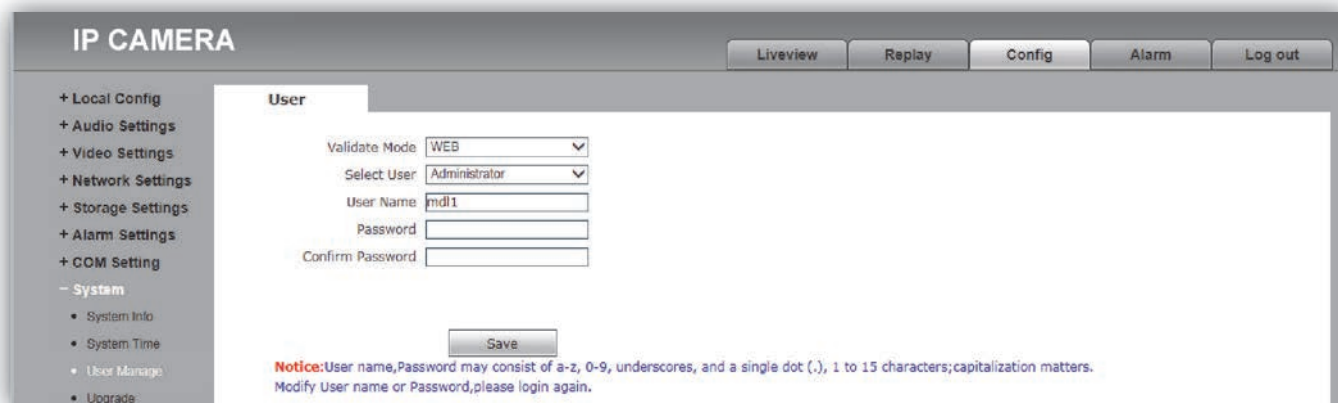 IP CAMERA
Liveview Replay Config Alarm Log out
+ Local Config
+ Audio Settings
+ Video Settings
+ Network Settings
+ Storage Settings
+ Alarm Settings
+ COM Setting
− System
• System Info
• System Time
• User Manage
• Upgrade
User
Validate Mode WEB
Select User Administrator
User Name mdl1
Password
Confirm Password
Save
Notice:User name,Password may consist of a-z, 0-9, underscores, and a single dot (.), 1 to 15 characters;capitalization matters.
Modify User name or Password,please login again.